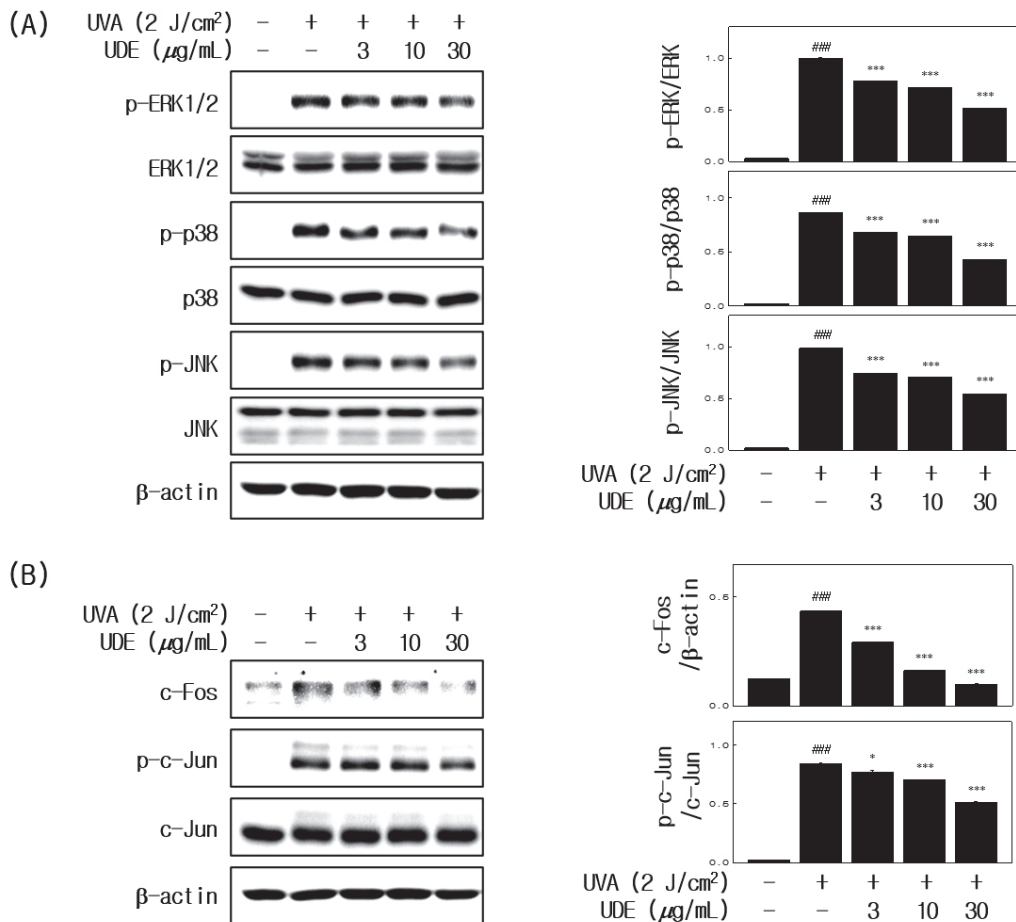 (A)
UVA (2 J/cm²) – + + + +
UDE (μg/mL) – – 3 10 30
p-ERK1/2
ERK1/2
p-p38
p38
p-JNK
JNK
β-actin
p-ERK/ERK
1.0
0.5
0.0
### *** *** ***
p-p38/p38
1.0
0.5
0.0
### *** *** ***
p-JNK/JNK
1.0
0.5
0.0
### *** *** ***
UVA (2 J/cm²) – + + + +
UDE (μg/mL) – – 3 10 30
(B)
UVA (2 J/cm²) – + + + +
UDE (μg/mL) – – 3 10 30
c-Fos
p-c-Jun
c-Jun
β-actin
c-Fos
/β-actin
0.5
0.0
### *** *** ***
p-c-Jun
/c-Jun
1.0
0.5
0.0
### * *** ***
UVA (2 J/cm²) – + + + +
UDE (μg/mL) – – 3 10 30